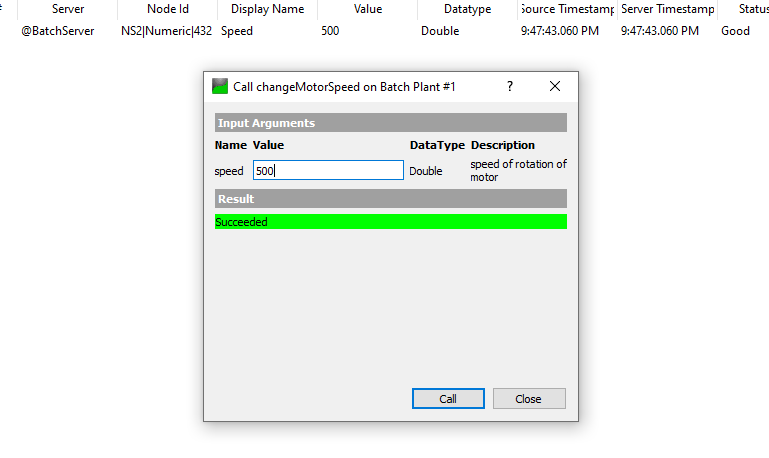 Server Node Id Display Name Value Datatype Source Timestamp Server Timestamp Status
@BatchServer NS2|Numeric|432 Speed 500 Double 9:47:43.060 PM 9:47:43.060 PM Good
Call changeMotorSpeed on Batch Plant #1 ?
Input Arguments
Name Value DataType Description
speed 500 Double speed of rotation of
motor
Result
Succeeded
Call Close